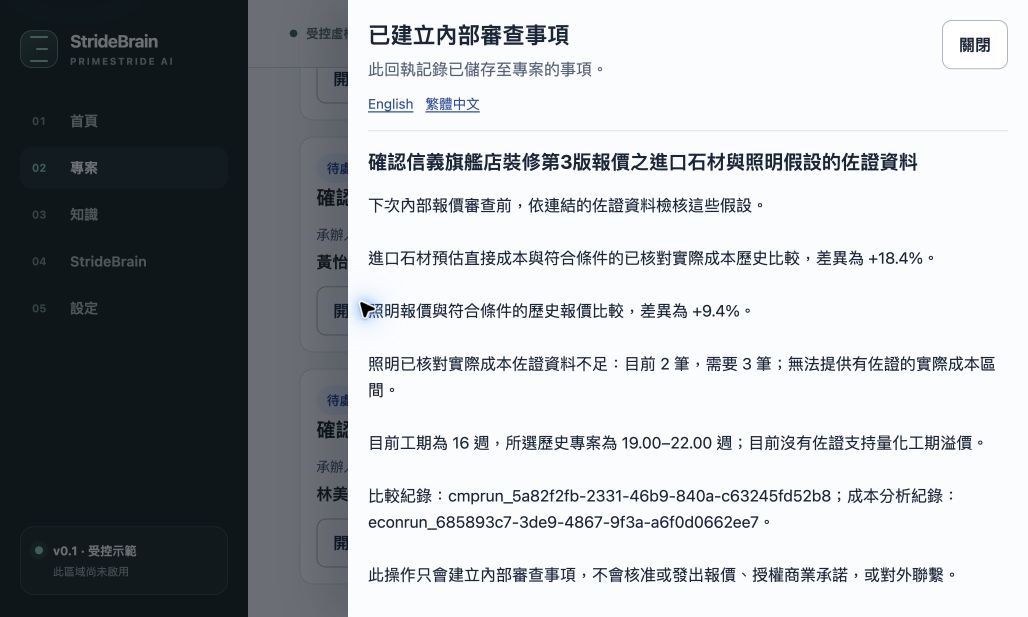 StrideBrain
PRIMESTRIDE AI
01 首頁
02 專案
03 知識
04 StrideBrain
05 設定
v0.1 · 受控示範
此區域尚未啟用
受控虛
開
待處
確認
承辦人
黃怡
開
待處
確認
承辦人
林美
開
已建立內部審查事項
關閉
此回執記錄已儲存至專案的事項。
English 繁體中文
確認信義旗艦店裝修第3版報價之進口石材與照明假設的佐證資料
下次內部報價審查前，依連結的佐證資料檢核這些假設。
進口石材預估直接成本與符合條件的已核對實際成本歷史比較，差異為 +18.4%。
照明報價與符合條件的歷史報價比較，差異為 +9.4%。
照明已核對實際成本佐證資料不足：目前 2 筆，需要 3 筆；無法提供有佐證的實際成本區
間。
目前工期為 16 週，所選歷史專案為 19.00–22.00 週；目前沒有佐證支持量化工期溢價。
比較紀錄：cmprun_5a82f2fb-2331-46b9-840a-c63245fd52b8；成本分析紀錄：
econrun_685893c7-3de9-4867-9f3a-a6f0d0662ee7。
此操作只會建立內部審查事項，不會核准或發出報價、授權商業承諾，或對外聯繫。